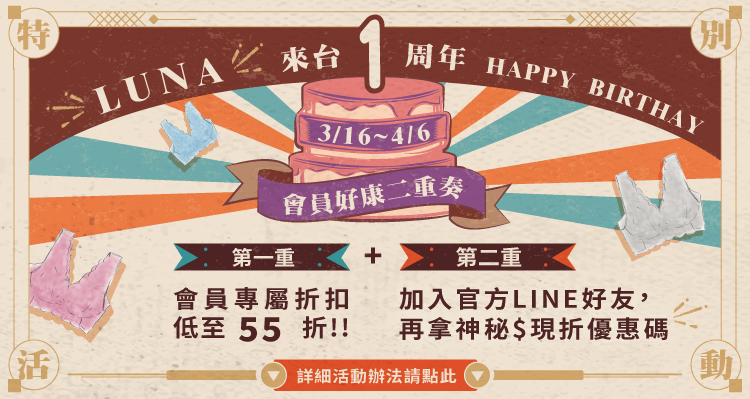 特別
LUNA 來台1周年 HAPPY BIRTHAY
3/16~4/6
會員好康二重奏
第一重 + 第二重
會員專屬折扣
低至 55 折!!
加入官方LINE好友，
再拿神秘$現折優惠碼
活動
詳細活動辦法請點此